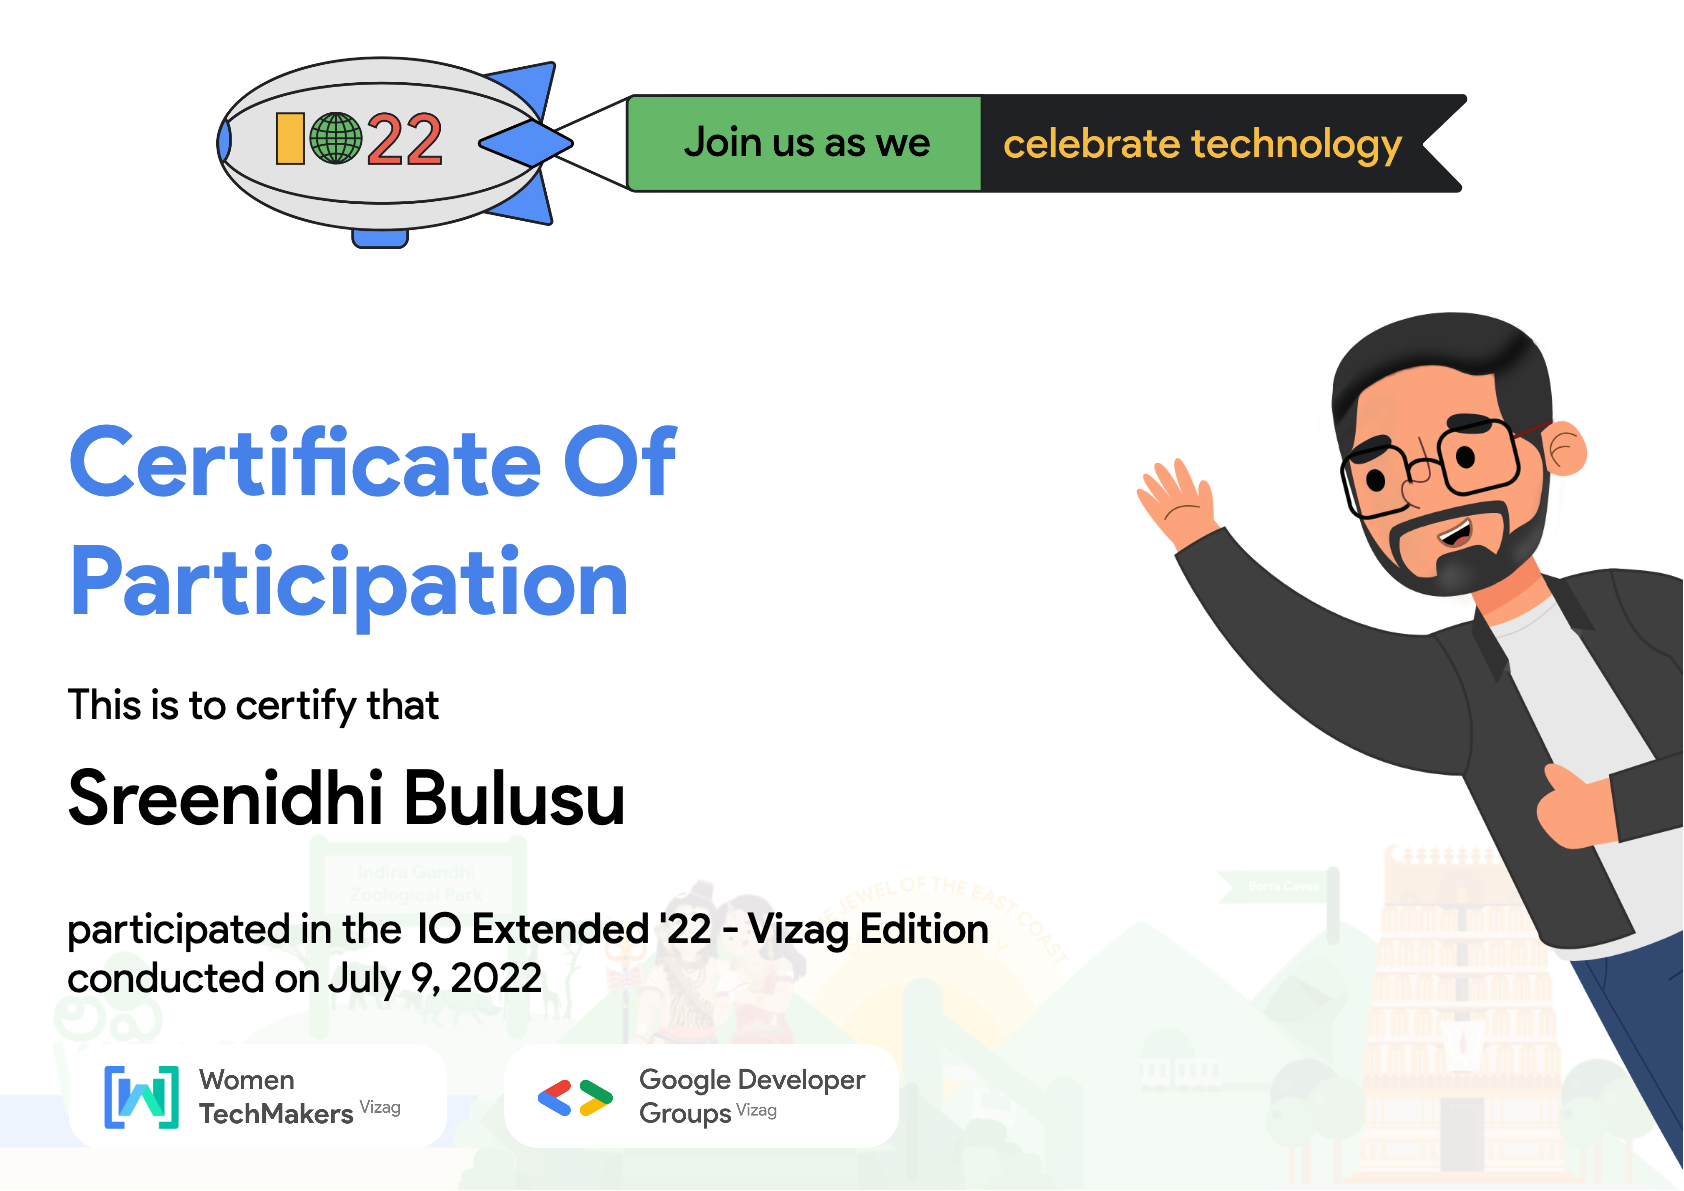 IO22
Join us as we celebrate technology
Certificate Of
Participation
This is to certify that
Sreenidhi Bulusu
Indira Gandhi
Zoological Park
JEWEL OF THE EAST COAST
Borra Caves
participated in the IO Extended '22 - Vizag Edition
conducted on July 9, 2022
Women
TechMakers Vizag
Google Developer
Groups Vizag